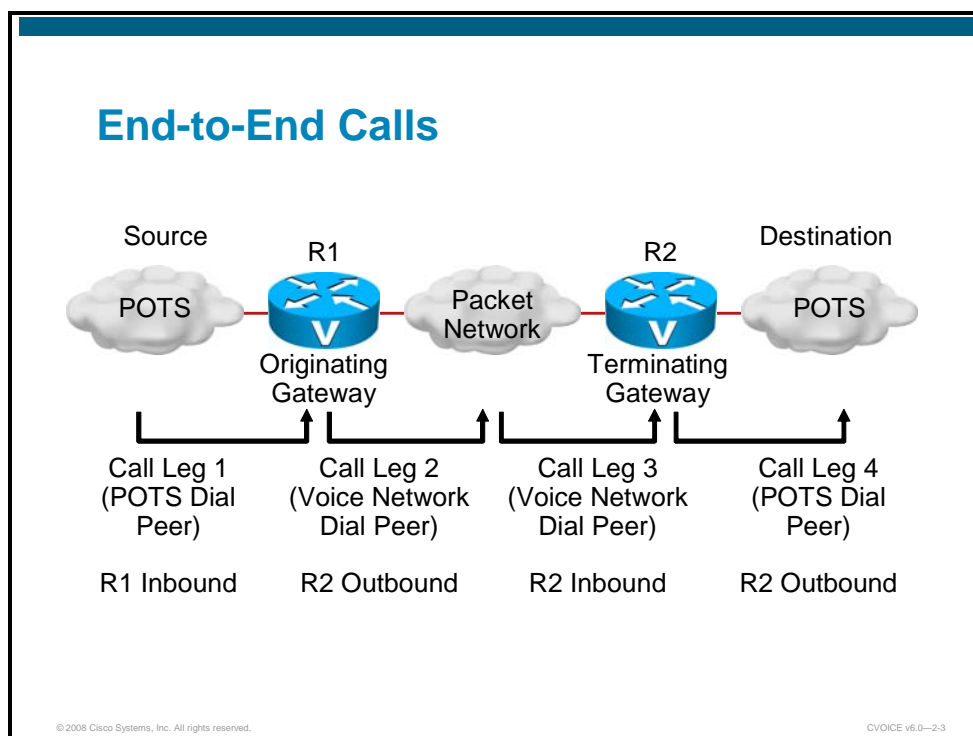 End-to-End Calls
Source
R1
R2
Destination
POTS
Packet
Network
POTS
V
V
Originating
Gateway
Terminating
Gateway
Call Leg 1
(POTS Dial
Peer)
Call Leg 2
(Voice Network
Dial Peer)
Call Leg 3
(Voice Network
Dial Peer)
Call Leg 4
(POTS Dial
Peer)
R1 Inbound
R2 Outbound
R2 Inbound
R2 Outbound
© 2008 Cisco Systems, Inc. All rights reserved.
CVOICE v6.0—2-3